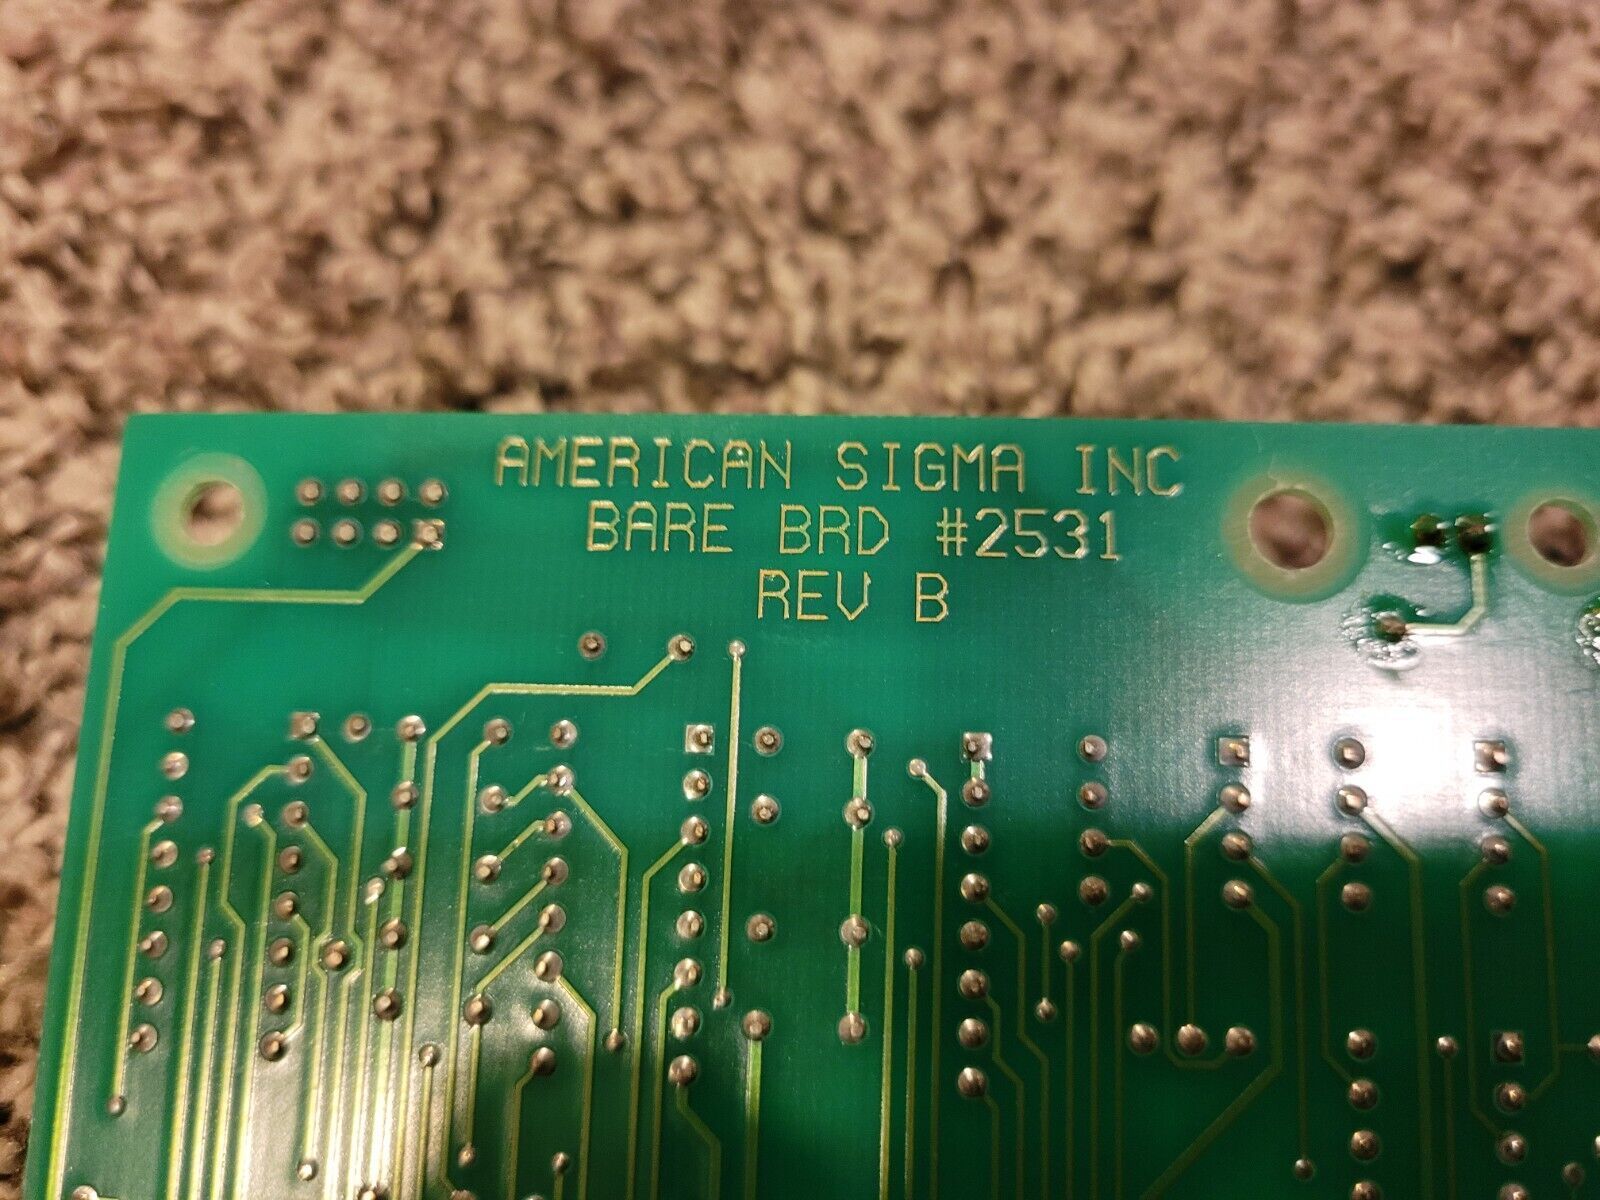 AMERICAN SIGMA INC
BARE BRD #2531
REV B